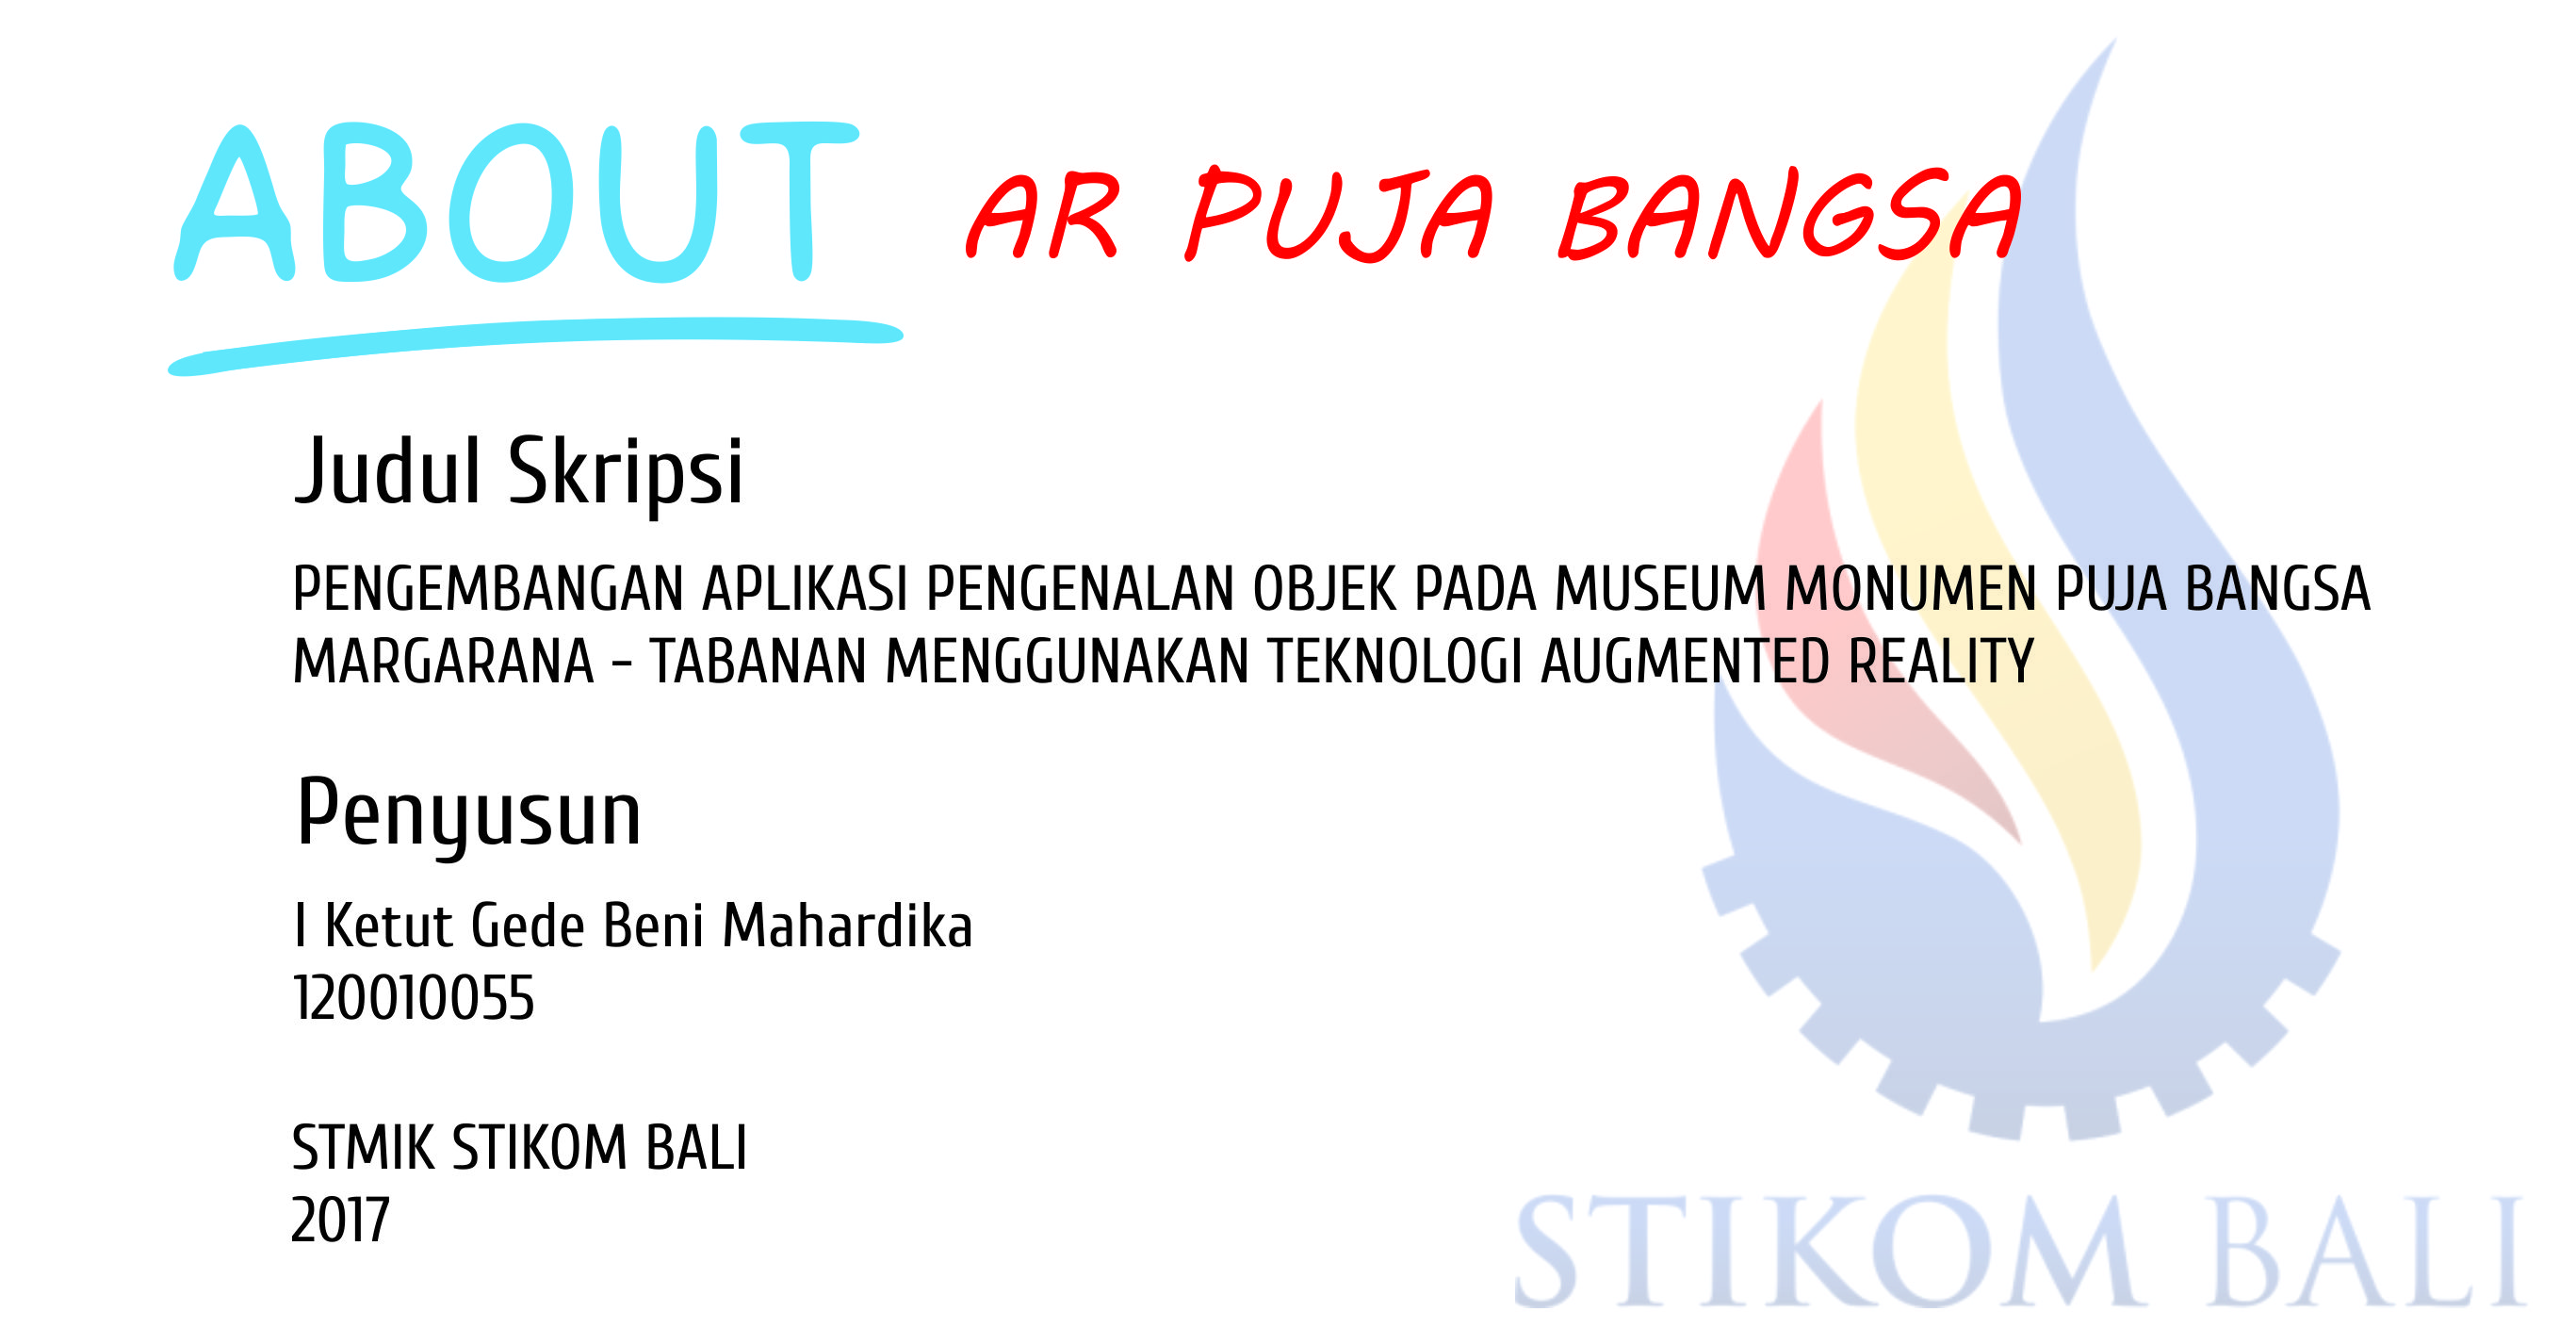 ABOUT AR PUJA BANGSA
Judul Skripsi
PENGEMBANGAN APLIKASI PENGENALAN OBJEK PADA MUSEUM MONUMEN PUJA BANGSA
MARGARANA - TABANAN MENGGUNAKAN TEKNOLOGI AUGMENTED REALITY
Penyusun
I Ketut Gede Beni Mahardika
120010055
STMIK STIKOM BALI
2017
STIKOM BALI